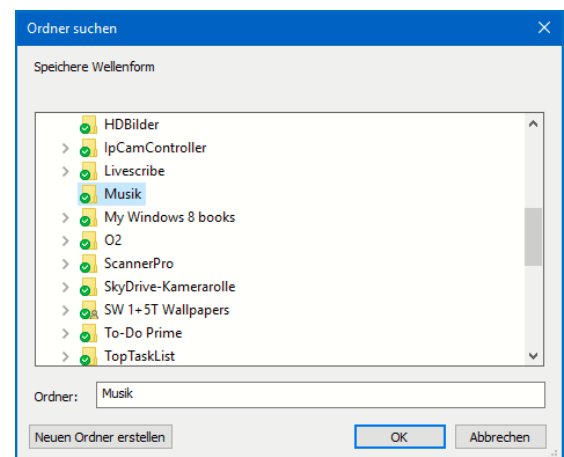 Ordner suchen
Speichere Wellenform
HDBilder
IpCamController
Livescribe
Musik
My Windows 8 books
O2
ScannerPro
SkyDrive-Kamerarolle
SW 1+5T Wallpapers
To-Do Prime
TopTaskList
Ordner: Musik
Neuen Ordner erstellen OK Abbrechen